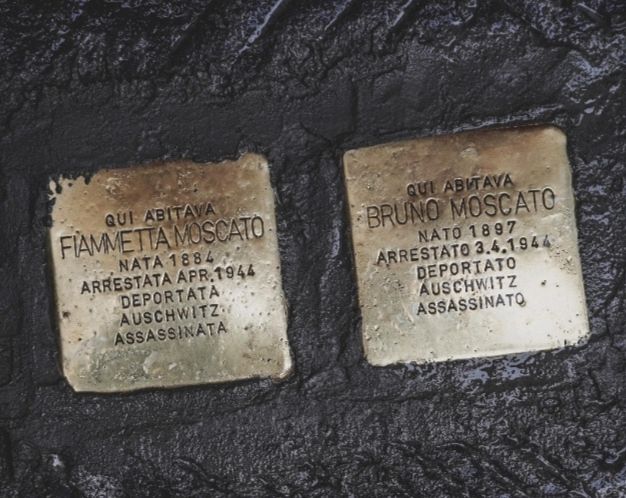 QUI ABITAVA
FIAMMETTA MOSCATO
NATA 1884
ARRESTATA APR.1944
DEPORTATA
AUSCHWITZ
ASSASSINATA
QUI ABITAVA
BRUNO MOSCATO
NATO 1897
ARRESTATO 3.4.1944
DEPORTATO
AUSCHWITZ
ASSASSINATO